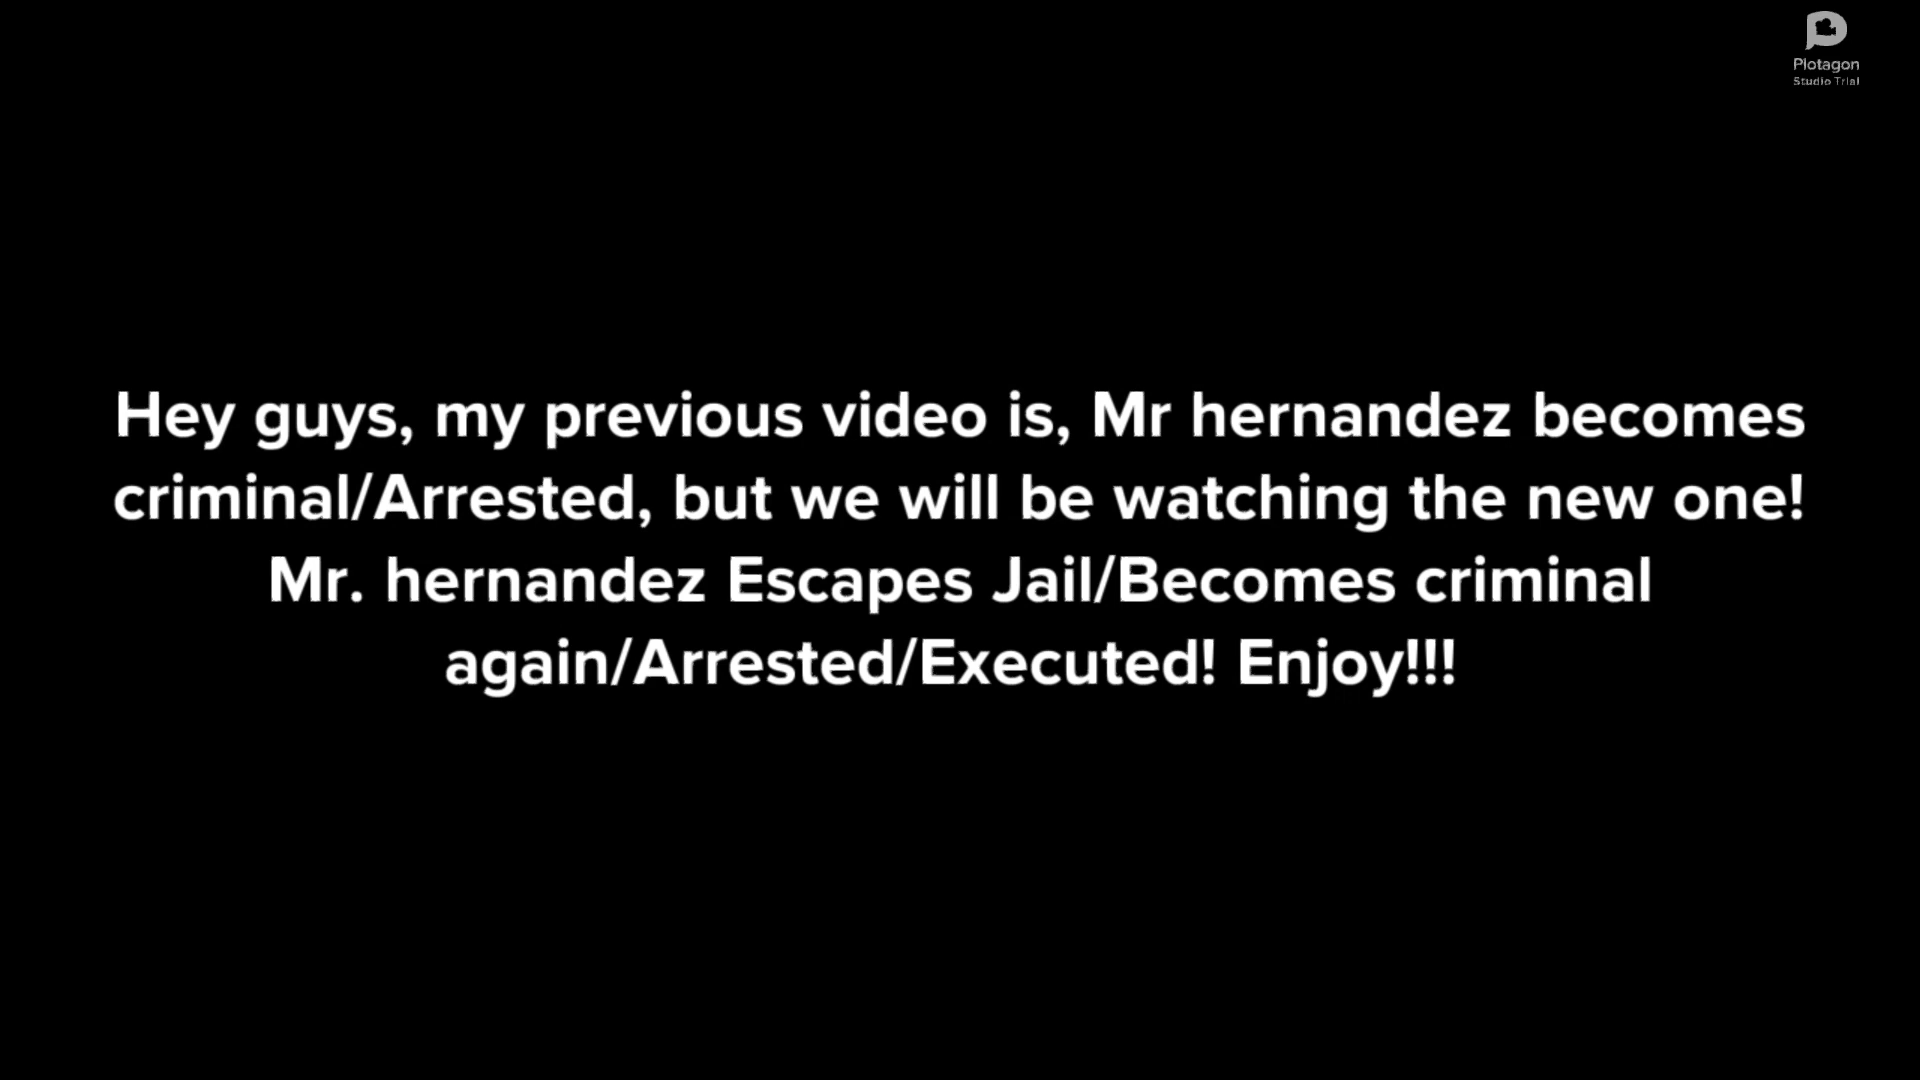 Plotagon
Studio Trial
Hey guys, my previous video is, Mr hernandez becomes
criminal/Arrested, but we will be watching the new one!
Mr. hernandez Escapes Jail/Becomes criminal
again/Arrested/Executed! Enjoy!!!